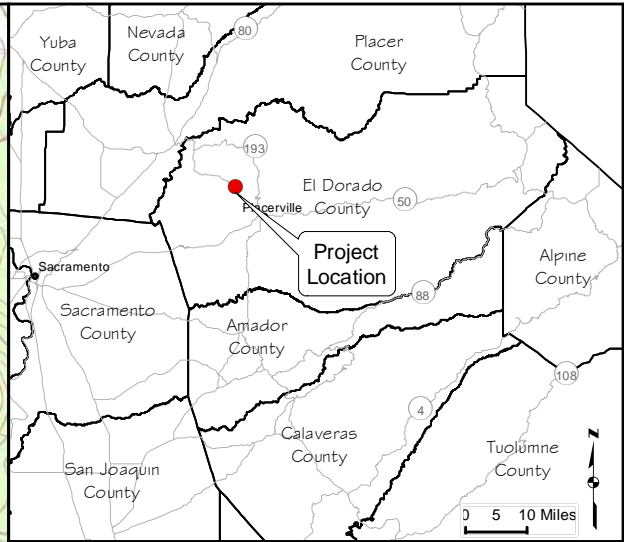 Yuba
County
Nevada
County
80
Placer
County
193
El Dorado
County
Placerville
50
Project
Location
Sacramento
Sacramento
County
Amador
County
88
Alpine
County
108
4
Calaveras
County
Tuolumne
County
San Joaquin
County
N
0 5 10 Miles